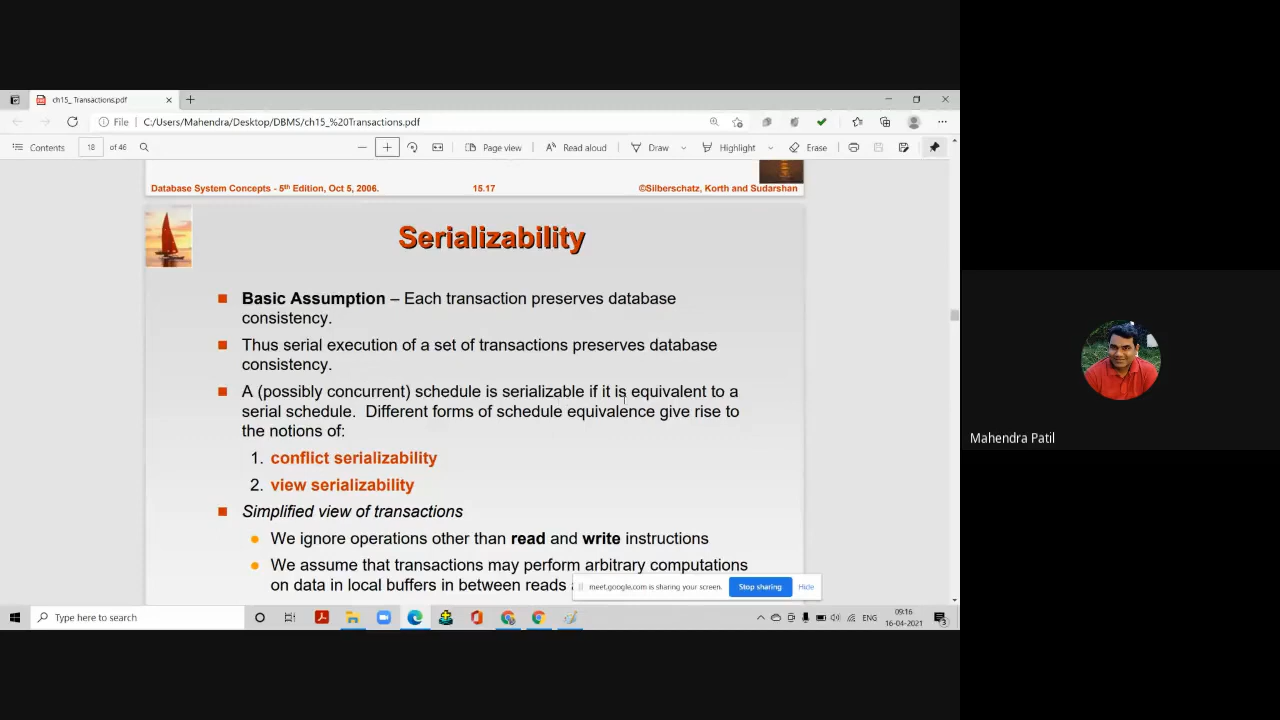 ch15_ Transactions.pdf
File C:/Users/Mahendra/Desktop/DBMS/ch15_%20Transactions.pdf
Contents 18 of 46 Page view Read aloud Draw Highlight Erase
Database System Concepts - 5th Edition, Oct 5, 2006. 15.17 ©Silberschatz, Korth and Sudarshan
Serializability
Basic Assumption – Each transaction preserves database
consistency.
Thus serial execution of a set of transactions preserves database
consistency.
A (possibly concurrent) schedule is serializable if it is equivalent to a
serial schedule. Different forms of schedule equivalence give rise to
the notions of:
1. conflict serializability
2. view serializability
Simplified view of transactions
We ignore operations other than read and write instructions
We assume that transactions may perform arbitrary computations
on data in local buffers in between reads
meet.google.com is sharing your screen. Stop sharing Hide
Mahendra Patil
Type here to search
ENG
09:16
16-04-2021
3